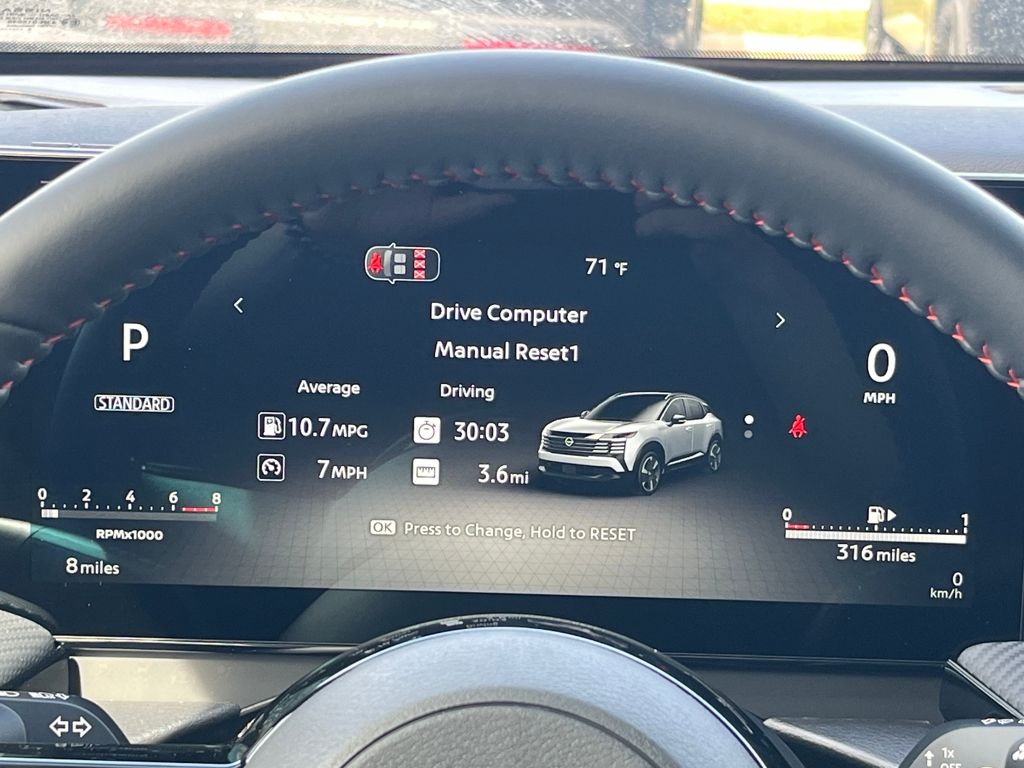 71 °F
Drive Computer
Manual Reset1
P
0
MPH
STANDARD
Average
Driving
10.7 MPG
30:03
7 MPH
3.6 mi
0 2 4 6 8
RPMx1000
OK Press to Change, Hold to RESET
0 1
316 miles
8 miles
0
km/h
1x
OFF